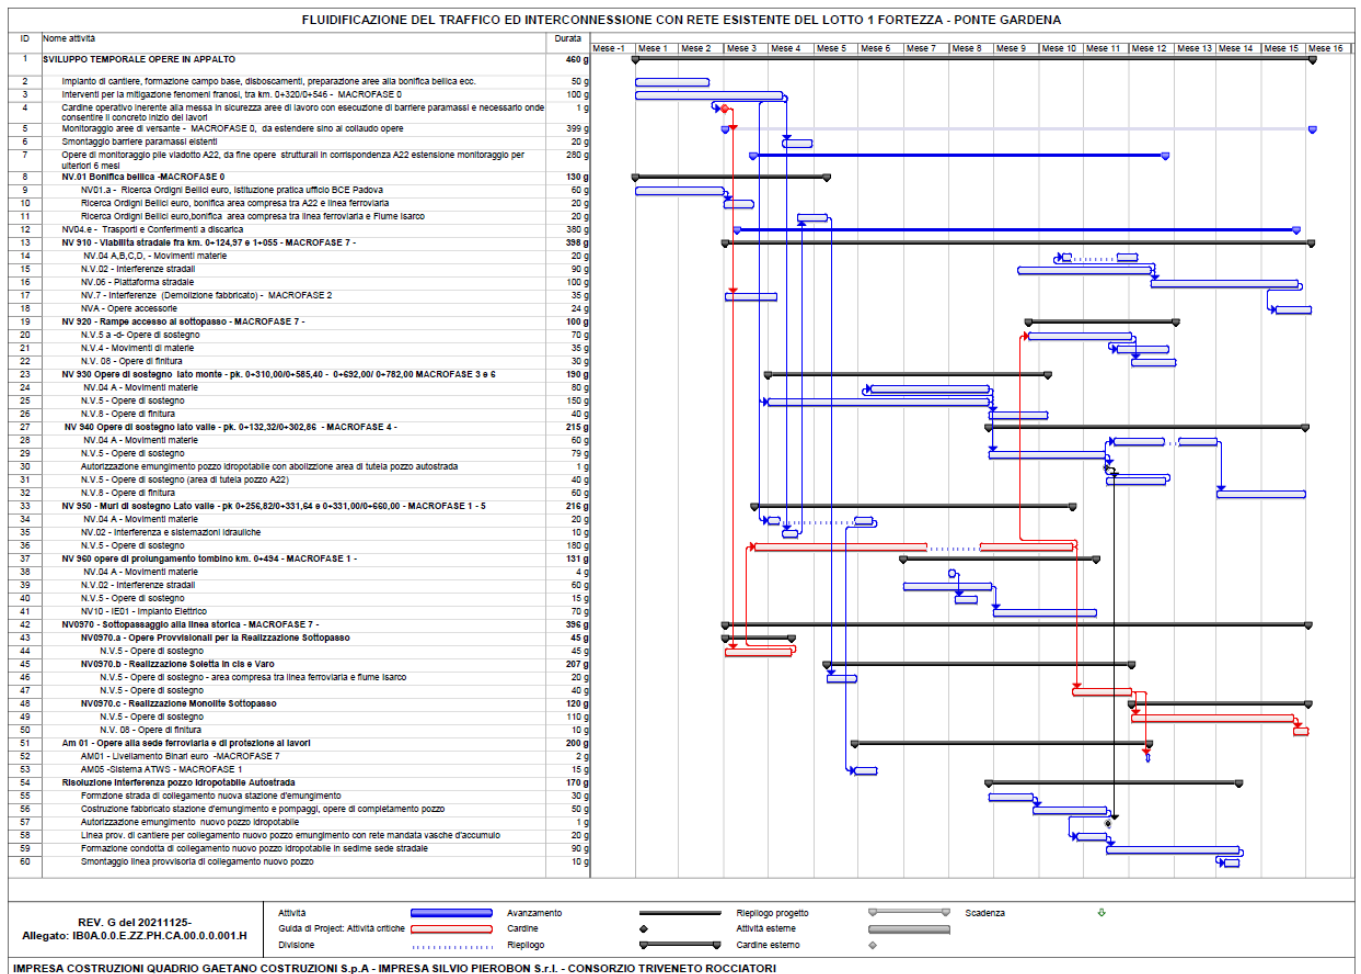 FLUIDIFICAZIONE DEL TRAFFICO ED INTERCONNESSIONE CON RETE ESISTENTE DEL LOTTO 1 FORTEZZA - PONTE GARDENA
ID Nome attività Durata Mese -1 Mese 1 Mese 2 Mese 3 Mese 4 Mese 5 Mese 6 Mese 7 Mese 8 Mese 9 Mese 10 Mese 11 Mese 12 Mese 13 Mese 14 Mese 15 Mese 16
1 SVILUPPO TEMPORALE OPERE IN APPALTO 460 g
2 Impianto di cantiere, formazione campo base, disboscamenti, preparazione aree alla bonifica bellica ecc. 50 g
3 Interventi per la mitigazione fenomeni franosi, tra km. 0+320/0+546 - MACROFASE 0 100 g
4 Cardine operativo inerente alla messa in sicurezza aree di lavoro con esecuzione di barriere paramassi e necessario onde 1 g
consentire il concreto inizio dei lavori
5 Monitoraggio aree di versante - MACROFASE 0, da estendere sino al collaudo opere 399 g
6 Smontaggio barriere paramassi eistenti 20 g
7 Opere di monitoraggio pile viadotto A22, da fine opere strutturali in corrispondenza A22 estensione monitoraggio per 280 g
ulteriori 6 mesi
8 NV.01 Bonifica bellica -MACROFASE 0 130 g
9 NV01.a - Ricerca Ordigni Bellici euro, istituzione pratica ufficio BCE Padova 60 g
10 Ricerca Ordigni Bellici euro, bonifica area compresa tra A22 e linea ferroviaria 20 g
11 Ricerca Ordigni Bellici euro,bonifica area compresa tra linea ferroviaria e Fiume Isarco 20 g
12 NV04.e - Trasporti e Conferimenti a discarica 380 g
13 NV 910 - Viabilita stradale fra km. 0+124,97 e 1+055 - MACROFASE 7 - 398 g
14 NV.04 A,B,C,D, - Movimenti materie 20 g
15 N.V.02 - Interferenze stradali 90 g
16 NV.06 - Piattaforma stradale 100 g
17 NV.7 - Interferenze (Demolizione fabbricato) - MACROFASE 2 35 g
18 NVA - Opere accessorie 24 g
19 NV 920 - Rampe accesso al sottopasso - MACROFASE 7 - 100 g
20 N.V.5 a -d- Opere di sostegno 70 g
21 N.V.4 - Movimenti di materie 35 g
22 N.V. 08 - Opere di finitura 30 g
23 NV 930 Opere di sostegno lato monte - pk. 0+310,00/0+585,40 - 0+692,00/ 0+782,00 MACROFASE 3 e 6 190 g
24 NV.04 A - Movimenti materie 80 g
25 N.V.5 - Opere di sostegno 150 g
26 N.V.8 - Opere di finitura 40 g
27 NV 940 Opere di sostegno lato valle - pk. 0+132,32/0+302,86 - MACROFASE 4 - 215 g
28 NV.04 A - Movimenti materie 60 g
29 N.V.5 - Opere di sostegno 79 g
30 Autorizzazione emungimento pozzo idropotabile con abolizzione area di tutela pozzo autostrada 1 g
31 N.V.5 - Opere di sostegno (area di tutela pozzo A22) 40 g
32 N.V.8 - Opere di finitura 60 g
33 NV 950 - Muri di sostegno Lato valle - pk 0+256,82/0+331,64 e 0+331,00/0+660,00 - MACROFASE 1 - 5 216 g
34 NV.04 A - Movimenti materie 20 g
35 NV.02 - Interferenza e sistemazioni idrauliche 10 g
36 N.V.5 - Opere di sostegno 180 g
37 NV 960 opere di prolungamento tombino km. 0+494 - MACROFASE 1 - 131 g
38 NV.04 A - Movimenti materie 4 g
39 N.V.02 - Interferenze stradali 60 g
40 N.V.5 - Opere di sostegno 15 g
41 NV10 - IE01 - Impianto Elettrico 70 g
42 NV0970 - Sottopassaggio alla linea storica - MACROFASE 7 - 396 g
43 NV0970.a - Opere Provvisionali per la Realizzazione Sottopasso 45 g
44 N.V.5 - Opere di sostegno 45 g
45 NV0970.b - Realizzazione Soletta in cls e Varo 207 g
46 N.V.5 - Opere di sostegno - area compresa tra linea ferroviaria e fiume Isarco 20 g
47 N.V.5 - Opere di sostegno 40 g
48 NV0970.c - Realizzazione Monolite Sottopasso 120 g
49 N.V.5 - Opere di sostegno 110 g
50 N.V. 08 - Opere di finitura 10 g
51 Am 01 - Opere alla sede ferroviaria e di protezione ai lavori 200 g
52 AM01 - Livellamento Binari euro -MACROFASE 7 2 g
53 AM05 -Sistema ATWS - MACROFASE 1 15 g
54 Risoluzione Interferenza pozzo Idropotabile Autostrada 170 g
55 Formzione strada di collegamento nuova stazione d'emungimento 30 g
56 Costruzione fabbricato stazione d'emungimento e pompaggi, opere di completamento pozzo 50 g
57 Autorizzazione emungimento nuovo pozzo idropotabile 1 g
58 Linea prov. di cantiere per collegamento nuovo pozzo emungimento con rete mandata vasche d'accumulo 20 g
59 Formazione condotta di collegamento nuovo pozzo idropotabile in sedime sede stradale 90 g
60 Smontaggio linea provvisoria di collegamento nuovo pozzo 10 g
REV. G del 20211125-
Allegato: IB0A.0.0.E.ZZ.PH.CA.00.0.0.001.H
Attività Avanzamento Riepilogo progetto Scadenza
Guida di Project: Attività critiche Cardine Attività esterne
Divisione Riepilogo Cardine esterno
IMPRESA COSTRUZIONI QUADRIO GAETANO COSTRUZIONI S.p.A - IMPRESA SILVIO PIEROBON S.r.l. - CONSORZIO TRIVENETO ROCCIATORI